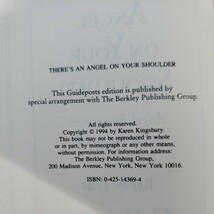 THERE'S AN ANGEL ON YOUR SHOULDER
This Guideposts edition is published by
special arrangement with The Berkley Publishing Group.
All rights reserved.
Copyright © 1994 by Karen Kingsbury.
This book may not be reproduced in whole
or in part, by mimeograph or any other means,
without permission. For information address:
The Berkley Publishing Group,
200 Madison Avenue, New York, New York 10016.
ISBN: 0-425-14369-4